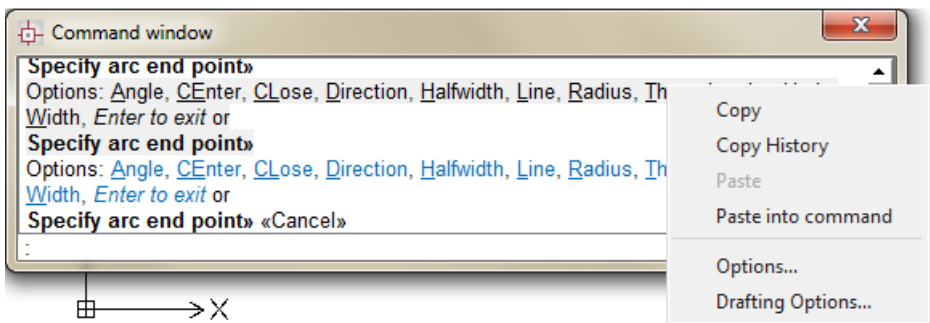 Command window
Specify arc end point»
Options: Angle, CEnter, CLose, Direction, Halfwidth, Line, Radius, Th
Width, Enter to exit or
Specify arc end point»
Options: Angle, CEnter, CLose, Direction, Halfwidth, Line, Radius, Th
Width, Enter to exit or
Specify arc end point» «Cancel»
:
Copy
Copy History
Paste
Paste into command
Options...
Drafting Options...
X